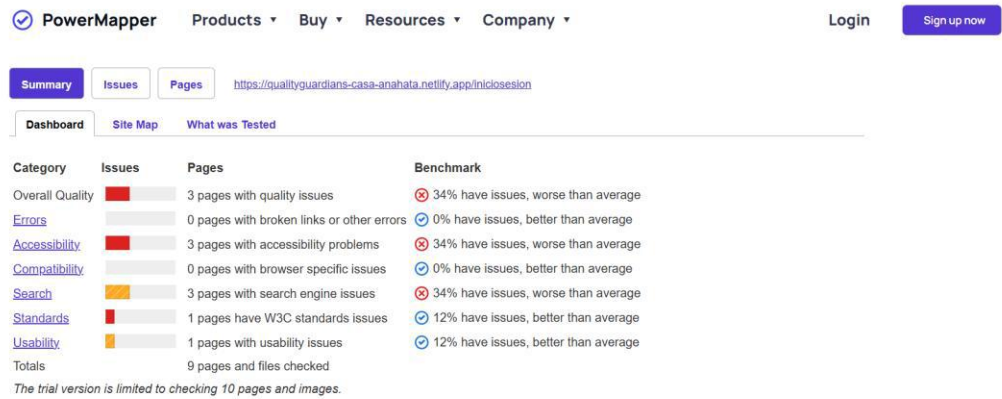 PowerMapper Products ▾ Buy ▾ Resources ▾ Company ▾ Login Sign up now
Summary Issues Pages https://qualityguardians-casa-anahata.netlify.app/iniciosesion
Dashboard Site Map What was Tested
Category Issues Pages Benchmark
Overall Quality 3 pages with quality issues 34% have issues, worse than average
Errors 0 pages with broken links or other errors 0% have issues, better than average
Accessibility 3 pages with accessibility problems 34% have issues, worse than average
Compatibility 0 pages with browser specific issues 0% have issues, better than average
Search 3 pages with search engine issues 34% have issues, worse than average
Standards 1 pages have W3C standards issues 12% have issues, better than average
Usability 1 pages with usability issues 12% have issues, better than average
Totals 9 pages and files checked
The trial version is limited to checking 10 pages and images.